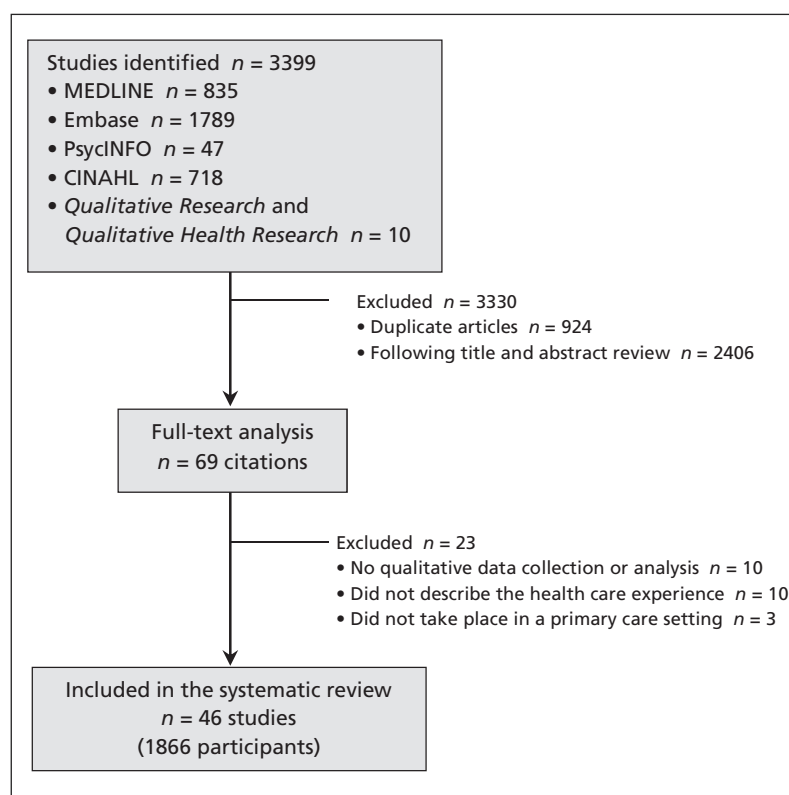 Studies identified n = 3399
• MEDLINE n = 835
• Embase n = 1789
• PsycINFO n = 47
• CINAHL n = 718
• Qualitative Research and
Qualitative Health Research n = 10
Excluded n = 3330
• Duplicate articles n = 924
• Following title and abstract review n = 2406
Full-text analysis
n = 69 citations
Excluded n = 23
• No qualitative data collection or analysis n = 10
• Did not describe the health care experience n = 10
• Did not take place in a primary care setting n = 3
Included in the systematic review
n = 46 studies
(1866 participants)